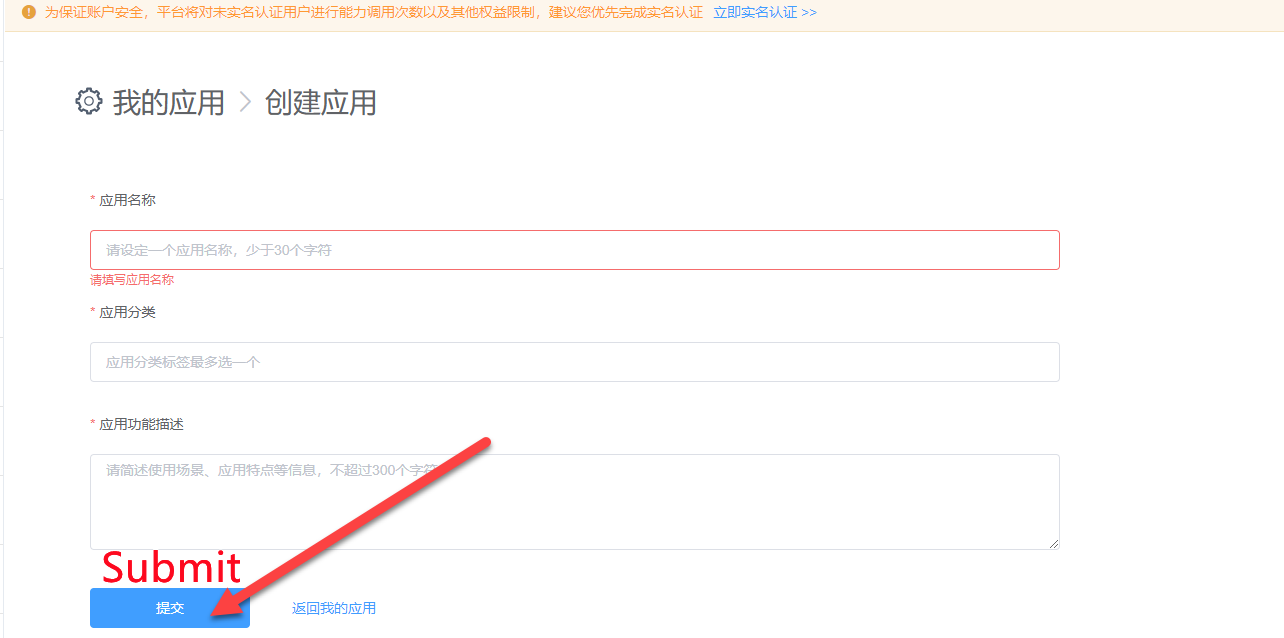 为保证账户安全，平台将对未实名认证用户进行能力调用次数以及其他权益限制，建议您优先完成实名认证 立即实名认证 >>
我的应用 > 创建应用
* 应用名称
请设定一个应用名称，少于30个字符
请填写应用名称
* 应用分类
应用分类标签最多选一个
* 应用功能描述
请简述使用场景、应用特点等信息，不超过300个字符
Submit
提交 返回我的应用